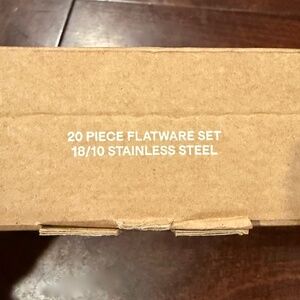 20 PIECE FLATWARE SET
18/10 STAINLESS STEEL